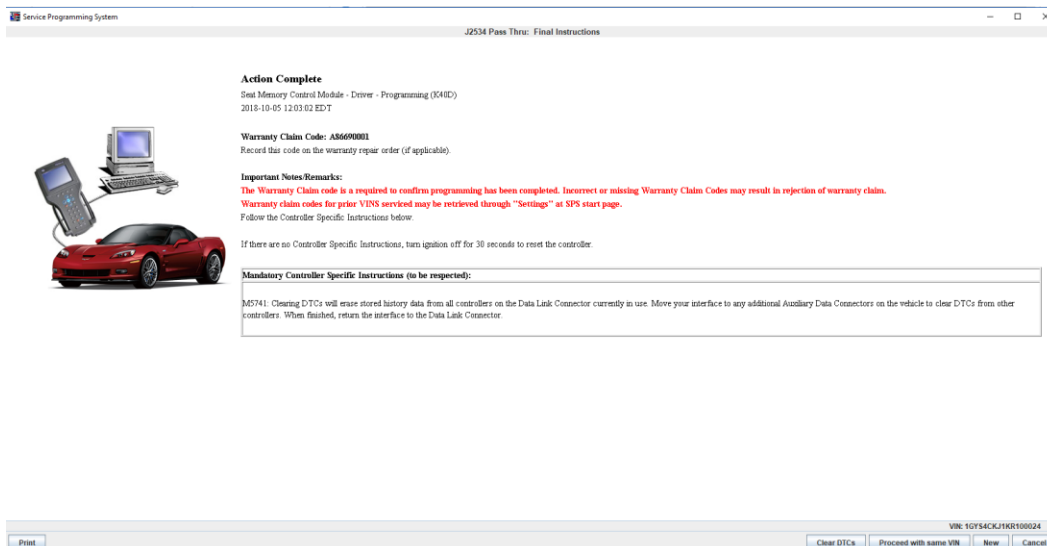 Service Programming System
J2534 Pass Thru: Final Instructions
Action Complete
Seat Memory Control Module - Driver - Programming (K40D)
2018-10-05 12:03:02 EDT
Warranty Claim Code: A86690001
Record this code on the warranty repair order (if applicable).
Important Notes/Remarks:
The Warranty Claim code is a required to confirm programming has been completed. Incorrect or missing Warranty Claim Codes may result in rejection of warranty claim.
Warranty claim codes for prior VINS serviced may be retrieved through "Settings" at SPS start page.
Follow the Controller Specific Instructions below.
If there are no Controller Specific Instructions, turn ignition off for 30 seconds to reset the controller.
Mandatory Controller Specific Instructions (to be respected):
M5741: Clearing DTCs will erase stored history data from all controllers on the Data Link Connector currently in use. Move your interface to any additional Auxiliary Data Connectors on the vehicle to clear DTCs from other
controllers. When finished, return the interface to the Data Link Connector.
VIN: 1GYS4CKJ1KR100024
Print Clear DTCs Proceed with same VIN New Cancel